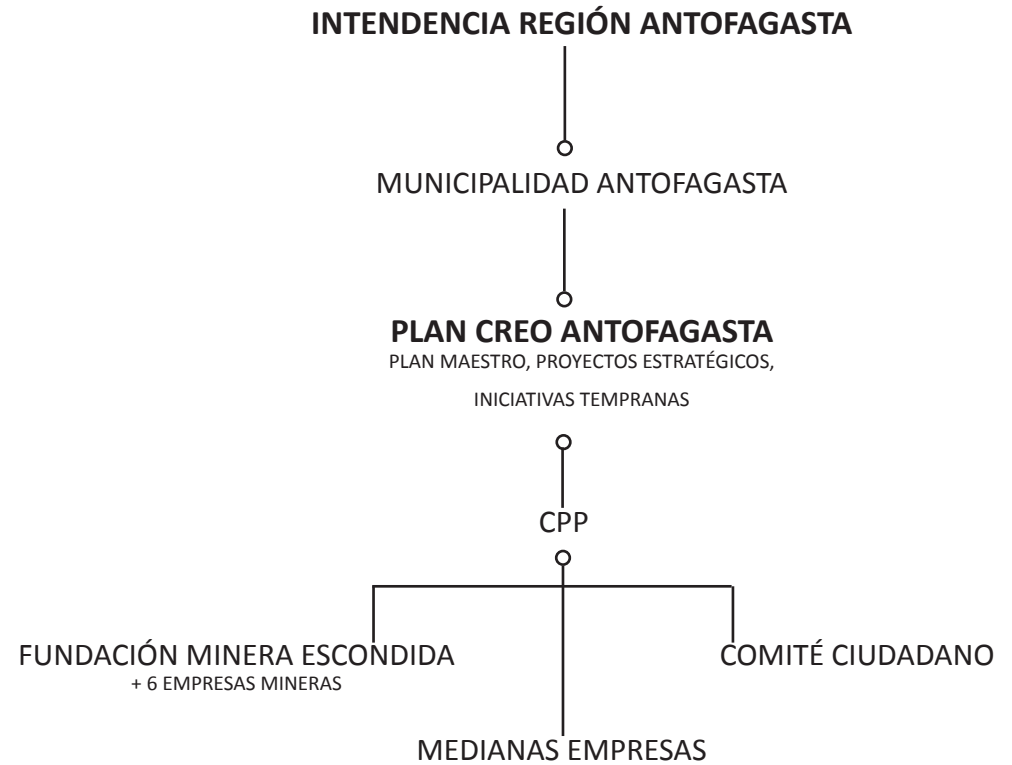 INTENDENCIA REGIÓN ANTOFAGASTA
MUNICIPALIDAD ANTOFAGASTA
PLAN CREO ANTOFAGASTA
PLAN MAESTRO, PROYECTOS ESTRATÉGICOS,
INICIATIVAS TEMPRANAS
CPP
FUNDACIÓN MINERA ESCONDIDA
+ 6 EMPRESAS MINERAS
COMITÉ CIUDADANO
MEDIANAS EMPRESAS